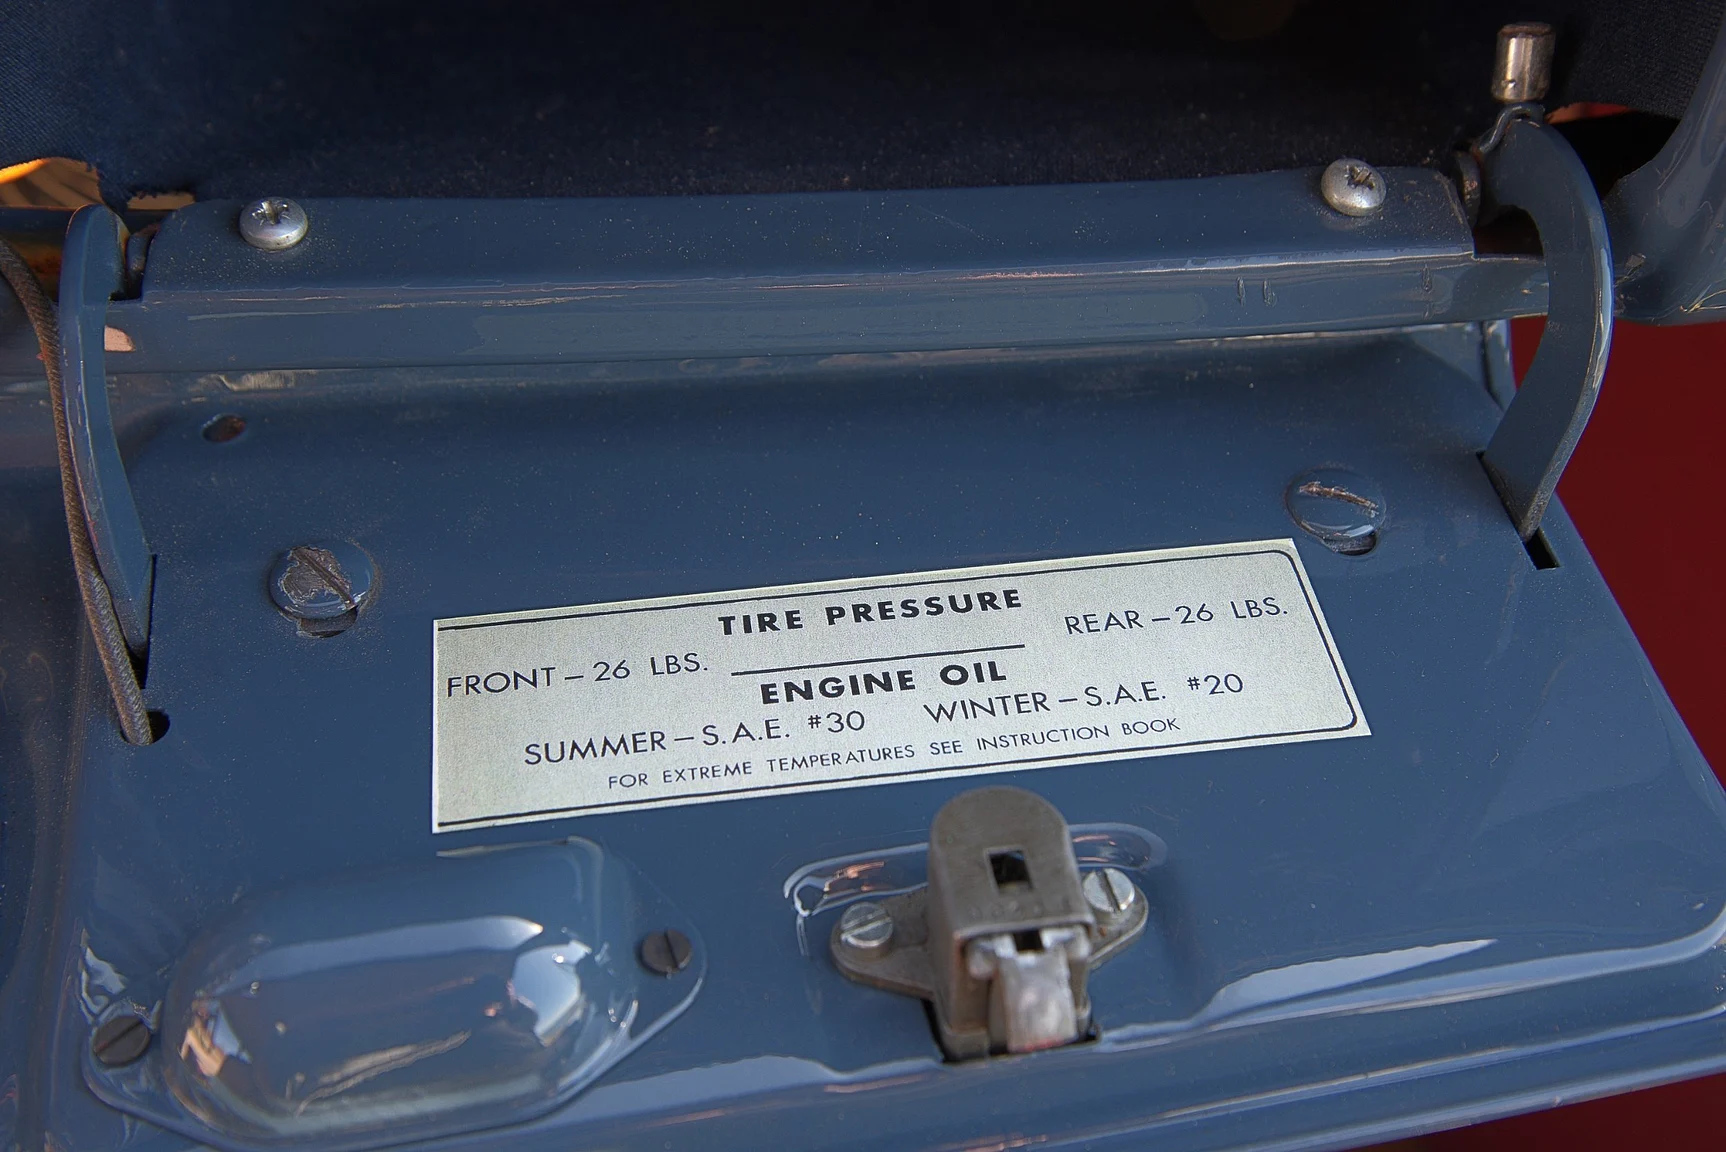 TIRE PRESSURE
FRONT – 26 LBS. REAR – 26 LBS.
ENGINE OIL
SUMMER – S.A.E. #30 WINTER – S.A.E. #20
FOR EXTREME TEMPERATURES SEE INSTRUCTION BOOK